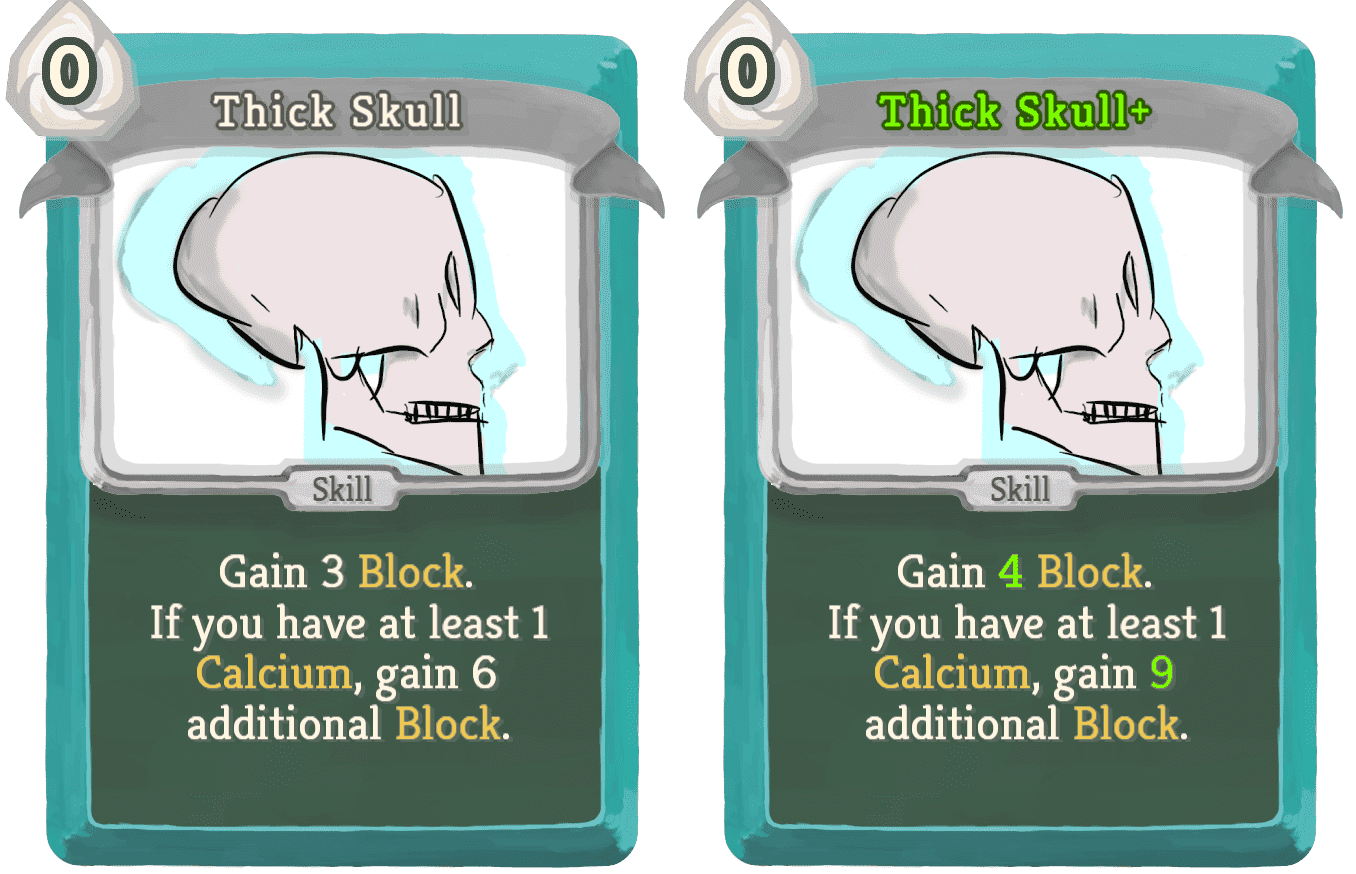 0
Thick Skull
Skill
Gain 3 Block.
If you have at least 1
Calcium, gain 6
additional Block.
0
Thick Skull+
Skill
Gain 4 Block.
If you have at least 1
Calcium, gain 9
additional Block.